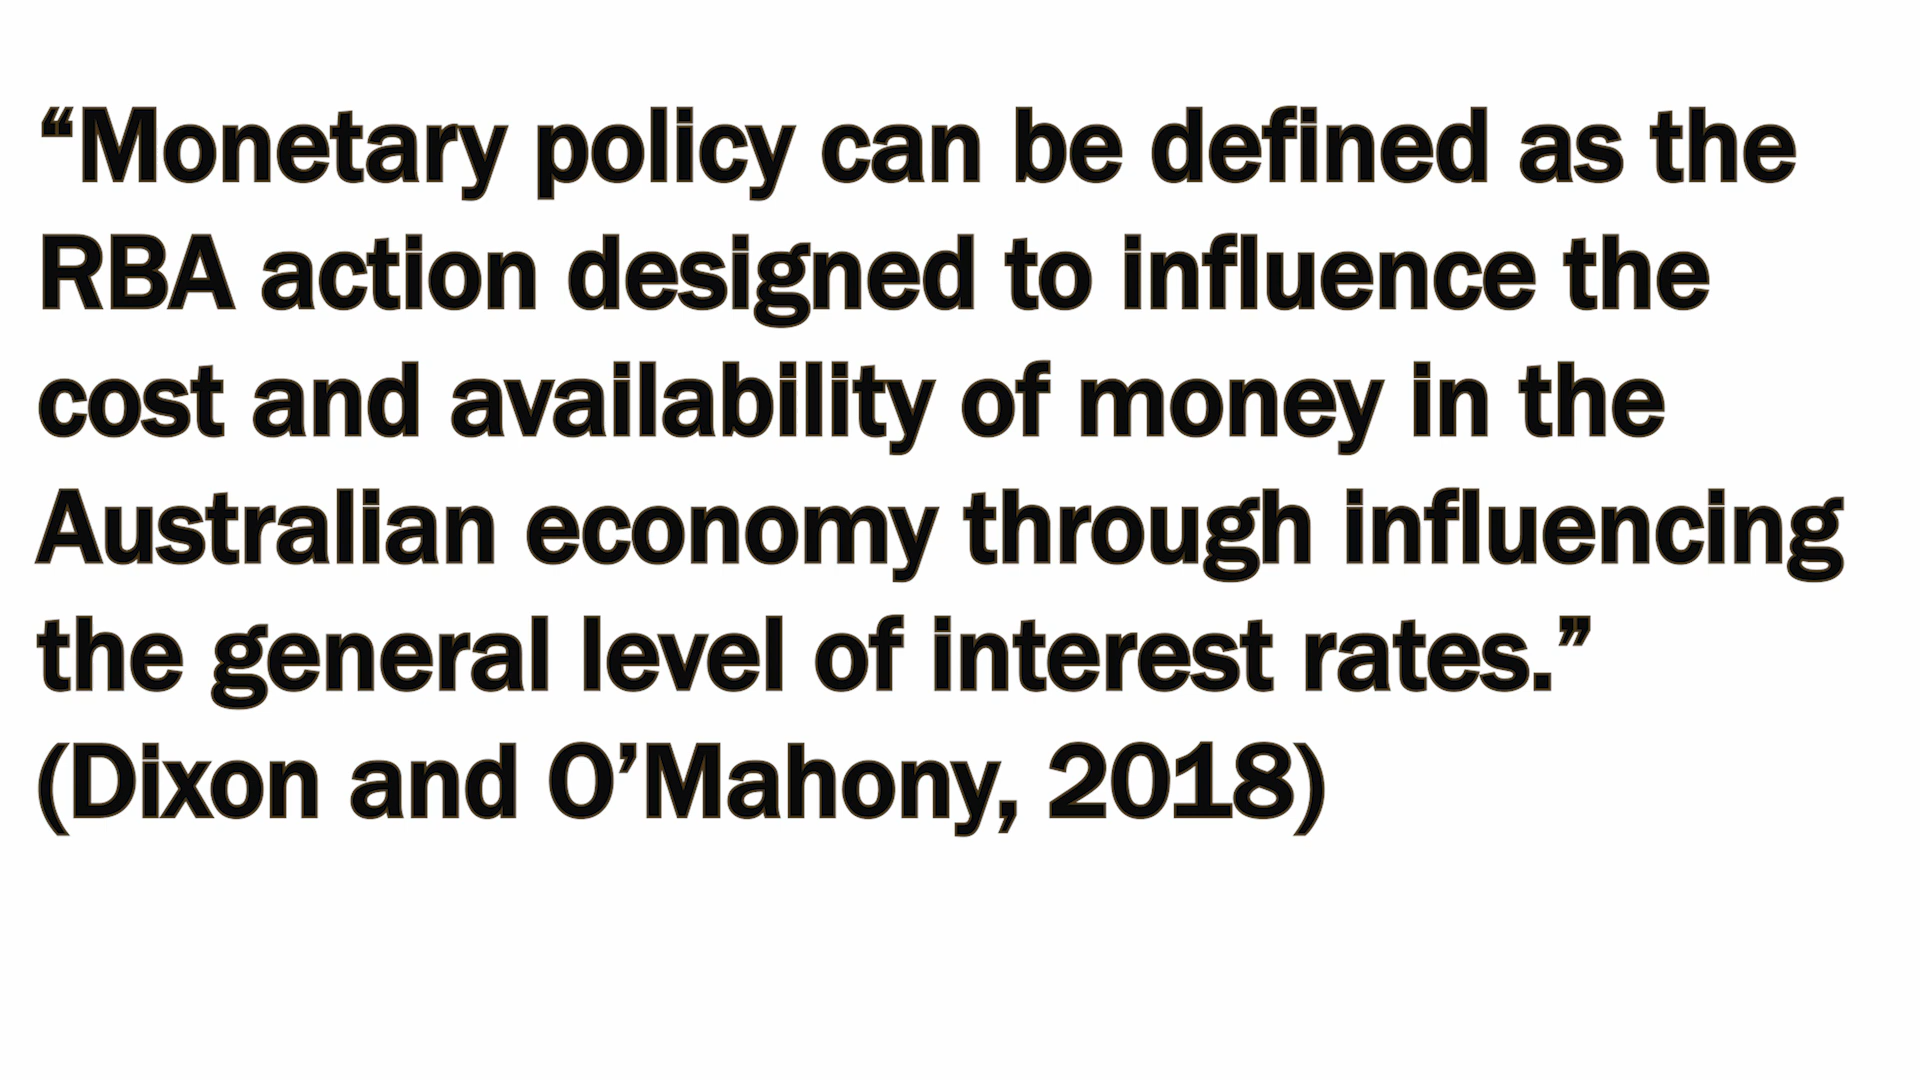 “Monetary policy can be defined as the
RBA action designed to influence the
cost and availability of money in the
Australian economy through influencing
the general level of interest rates.”
(Dixon and O’Mahony, 2018)